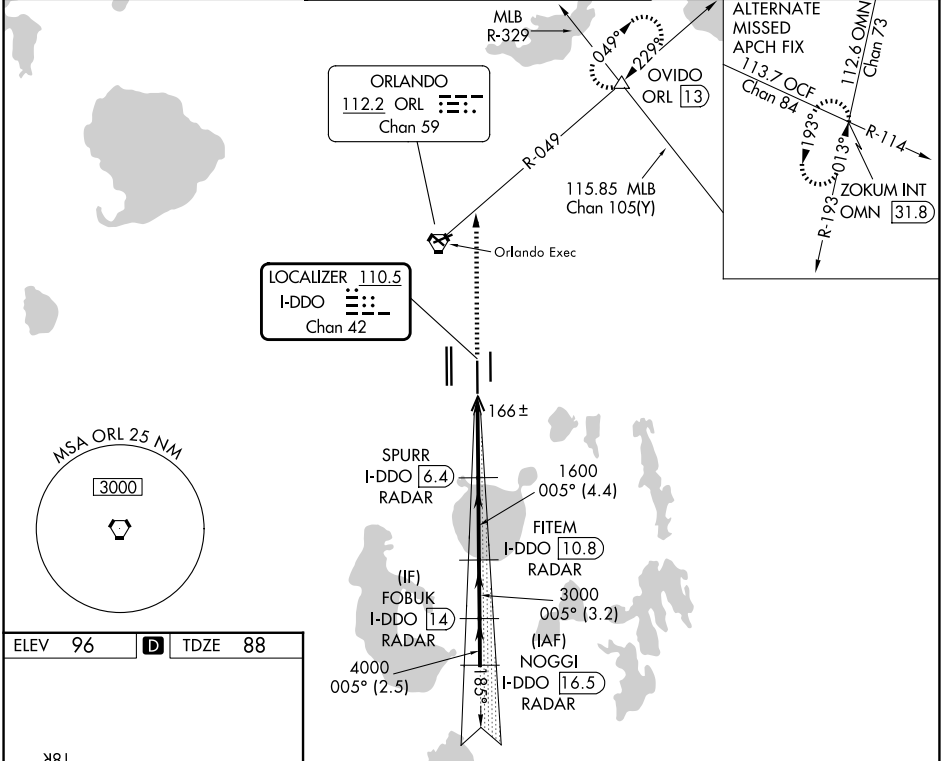 MLB
R-329
049°
229°
OVIDO
ORL 13
ALTERNATE
MISSED
APCH FIX
112.6 OMN
Chan 73
113.7 OCF
Chan 84
193°
013°
R-114
R-193
ZOKUM INT
OMN 31.8
ORLANDO
112.2 ORL
Chan 59
R-049
115.85 MLB
Chan 105(Y)
Orlando Exec
LOCALIZER 110.5
I-DDO
Chan 42
166±
MSA ORL 25 NM
3000
SPURR
I-DDO 6.4
RADAR
1600
005° (4.4)
FITEM
I-DDO 10.8
RADAR
(IF)
FOBUK
I-DDO 14
RADAR
3000
005° (3.2)
(IAF)
NOGGI
I-DDO 16.5
RADAR
4000
005° (2.5)
185°
ELEV 96 D TDZE 88
18R